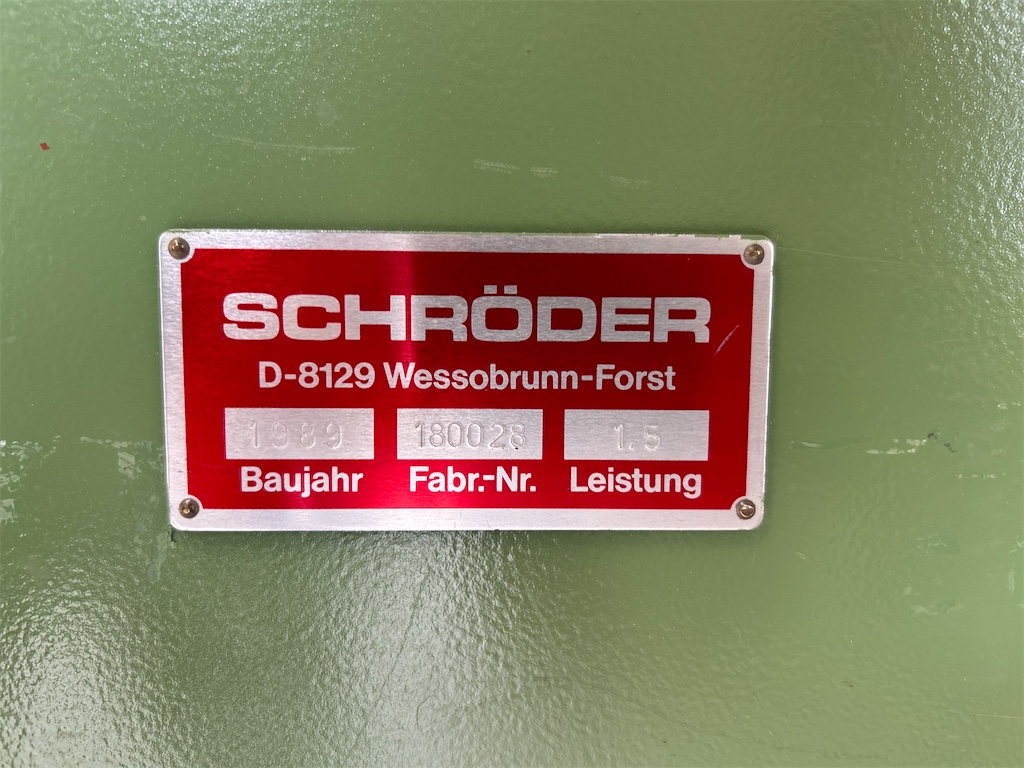 SCHRÖDER
D-8129 Wessobrunn-Forst
1989 180028 1.5
Baujahr Fabr.-Nr. Leistung